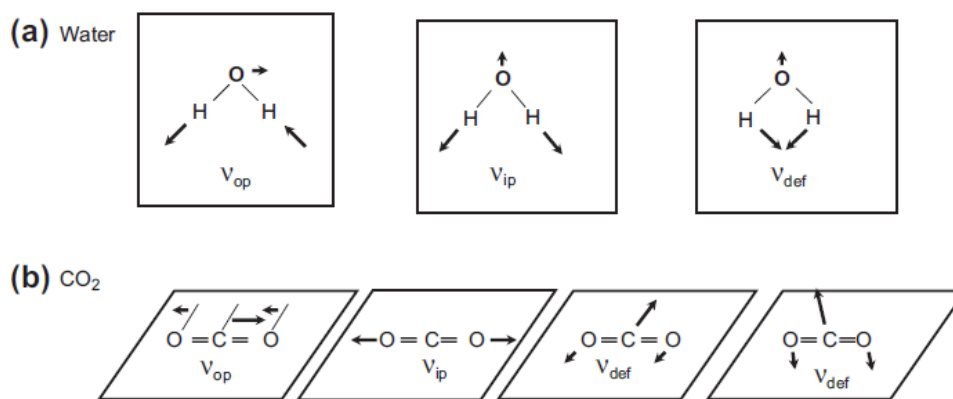 (a) Water
O
H H
ν_op
O
H H
ν_ip
O
H H
ν_def
(b) CO₂
O=C=O
ν_op
O=C=O
ν_ip
O=C=O
ν_def
O=C=O
ν_def